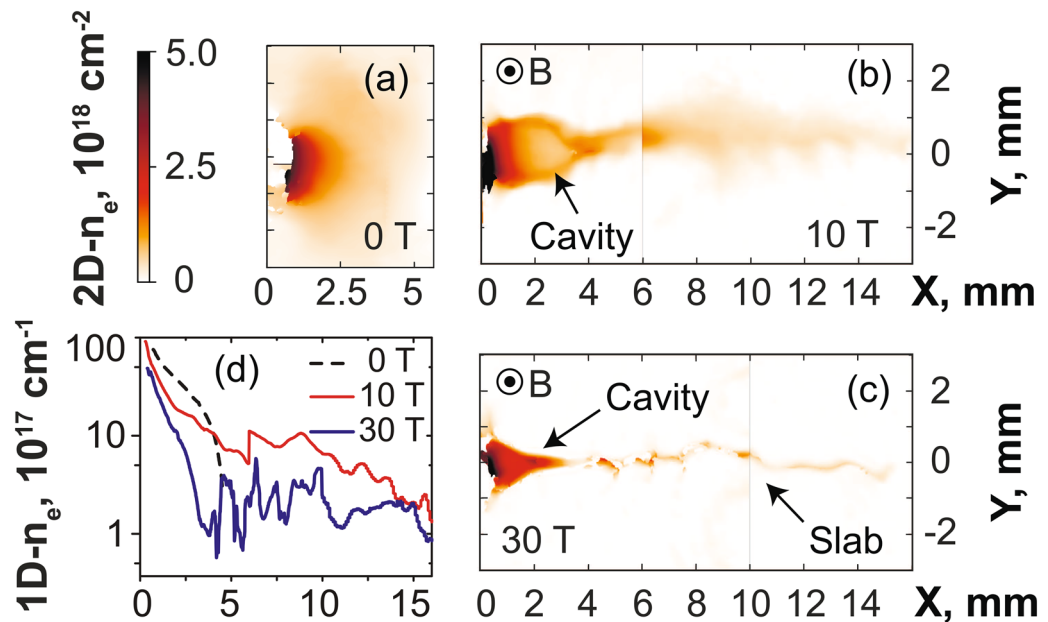 2D-nₑ, 10¹⁸ cm⁻²
5.0
2.5
0
(a)
0 T
0 2.5 5
⊙ B
(b)
Cavity
10 T
2
0
-2
Y, mm
0 2 4 6 8 10 12 14
X, mm
1D-nₑ, 10¹⁷ cm⁻¹
100
10
1
(d)
0 T
10 T
30 T
0 5 10 15
⊙ B
(c)
Cavity
30 T
Slab
2
0
-2
Y, mm
0 2 4 6 8 10 12 14
X, mm